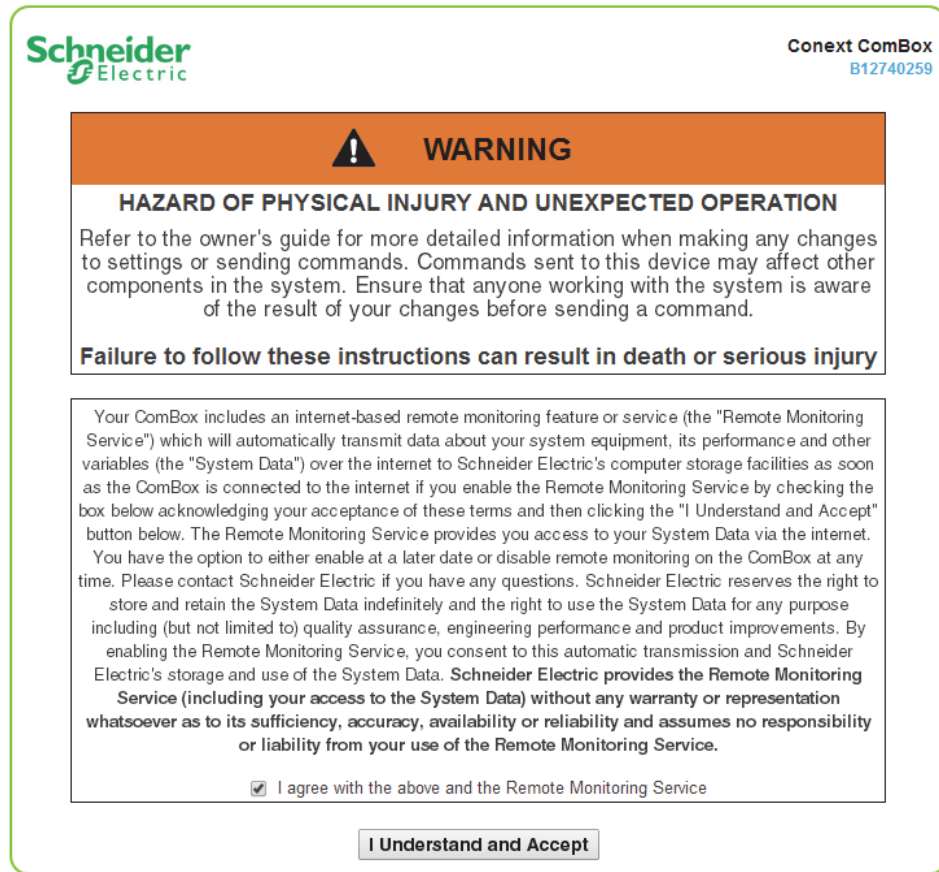 Schneider
Electric
Conext ComBox
B12740259
WARNING
HAZARD OF PHYSICAL INJURY AND UNEXPECTED OPERATION
Refer to the owner's guide for more detailed information when making any changes
to settings or sending commands. Commands sent to this device may affect other
components in the system. Ensure that anyone working with the system is aware
of the result of your changes before sending a command.
Failure to follow these instructions can result in death or serious injury
Your ComBox includes an internet-based remote monitoring feature or service (the "Remote Monitoring
Service") which will automatically transmit data about your system equipment, its performance and other
variables (the "System Data") over the internet to Schneider Electric's computer storage facilities as soon
as the ComBox is connected to the internet if you enable the Remote Monitoring Service by checking the
box below acknowledging your acceptance of these terms and then clicking the "I Understand and Accept"
button below. The Remote Monitoring Service provides you access to your System Data via the internet.
You have the option to either enable at a later date or disable remote monitoring on the ComBox at any
time. Please contact Schneider Electric if you have any questions. Schneider Electric reserves the right to
store and retain the System Data indefinitely and the right to use the System Data for any purpose
including (but not limited to) quality assurance, engineering performance and product improvements. By
enabling the Remote Monitoring Service, you consent to this automatic transmission and Schneider
Electric's storage and use of the System Data. Schneider Electric provides the Remote Monitoring
Service (including your access to the System Data) without any warranty or representation
whatsoever as to its sufficiency, accuracy, availability or reliability and assumes no responsibility
or liability from your use of the Remote Monitoring Service.
I agree with the above and the Remote Monitoring Service
I Understand and Accept